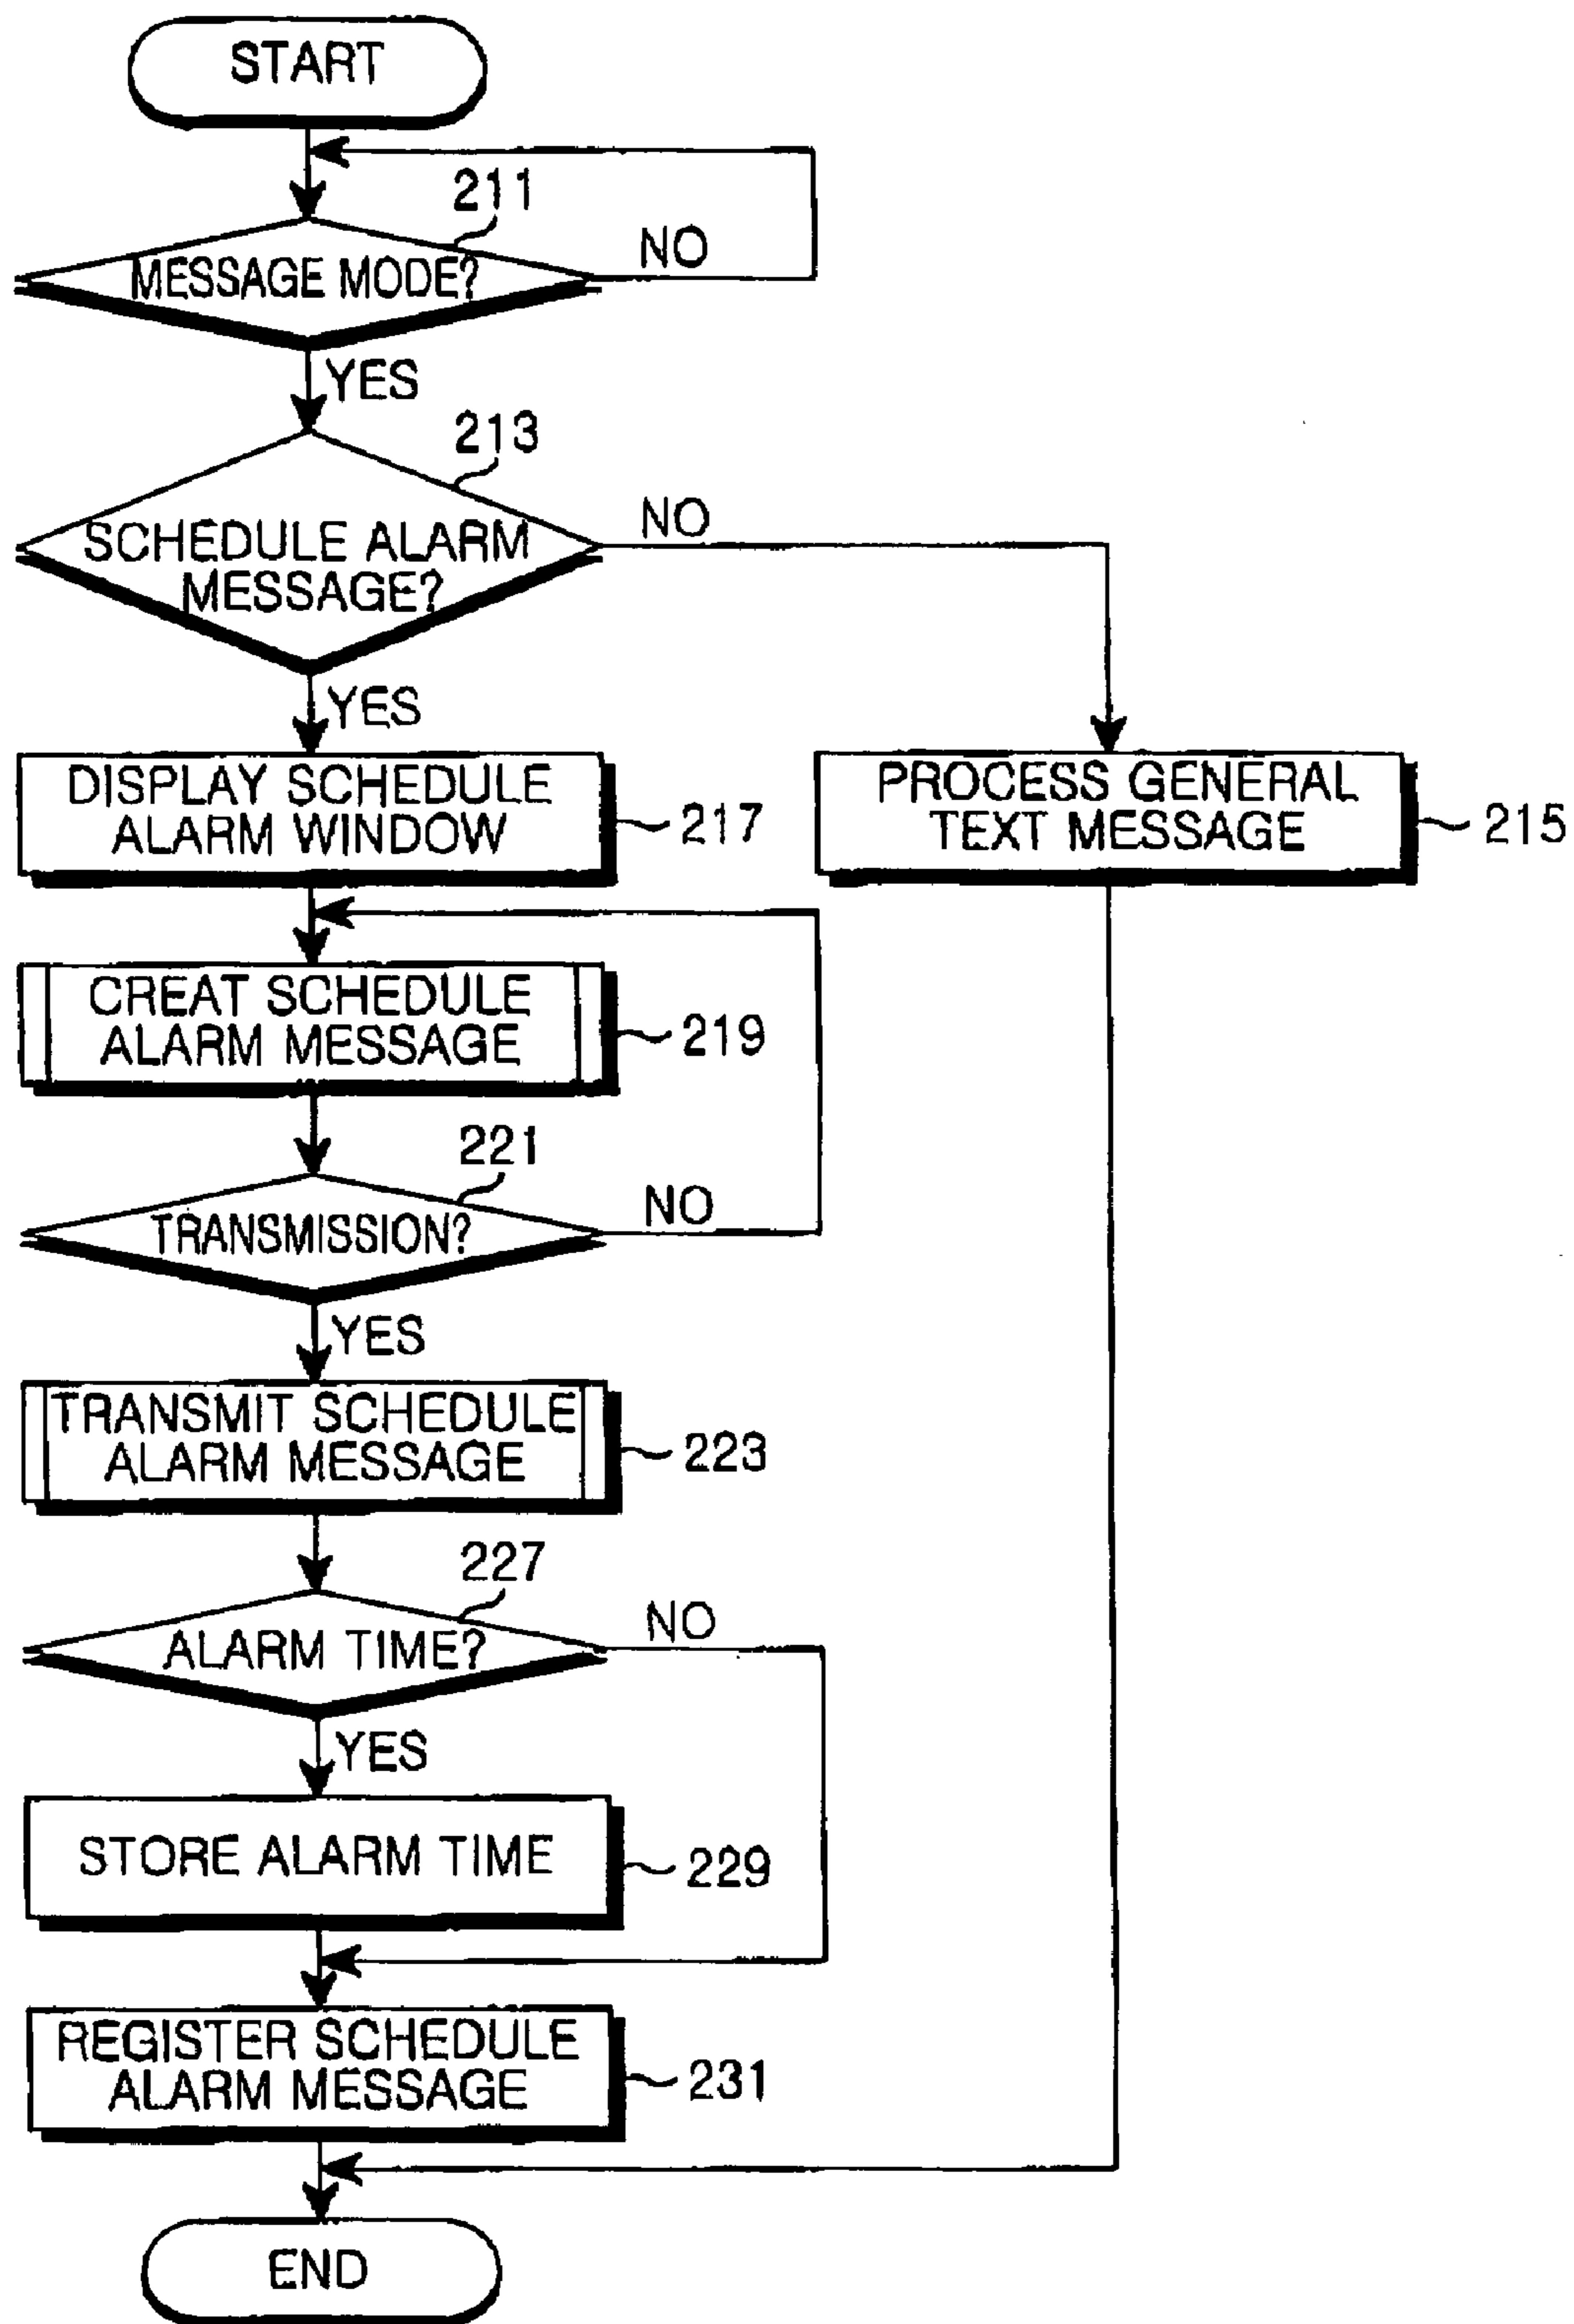 START
211
MESSAGE MODE?
NO
YES
213
SCHEDULE ALARM
MESSAGE?
NO
YES
DISPLAY SCHEDULE
ALARM WINDOW
217
PROCESS GENERAL
TEXT MESSAGE
215
CREAT SCHEDULE
ALARM MESSAGE
219
221
TRANSMISSION?
NO
YES
TRANSMIT SCHEDULE
ALARM MESSAGE
223
227
ALARM TIME?
NO
YES
STORE ALARM TIME
229
REGISTER SCHEDULE
ALARM MESSAGE
231
END